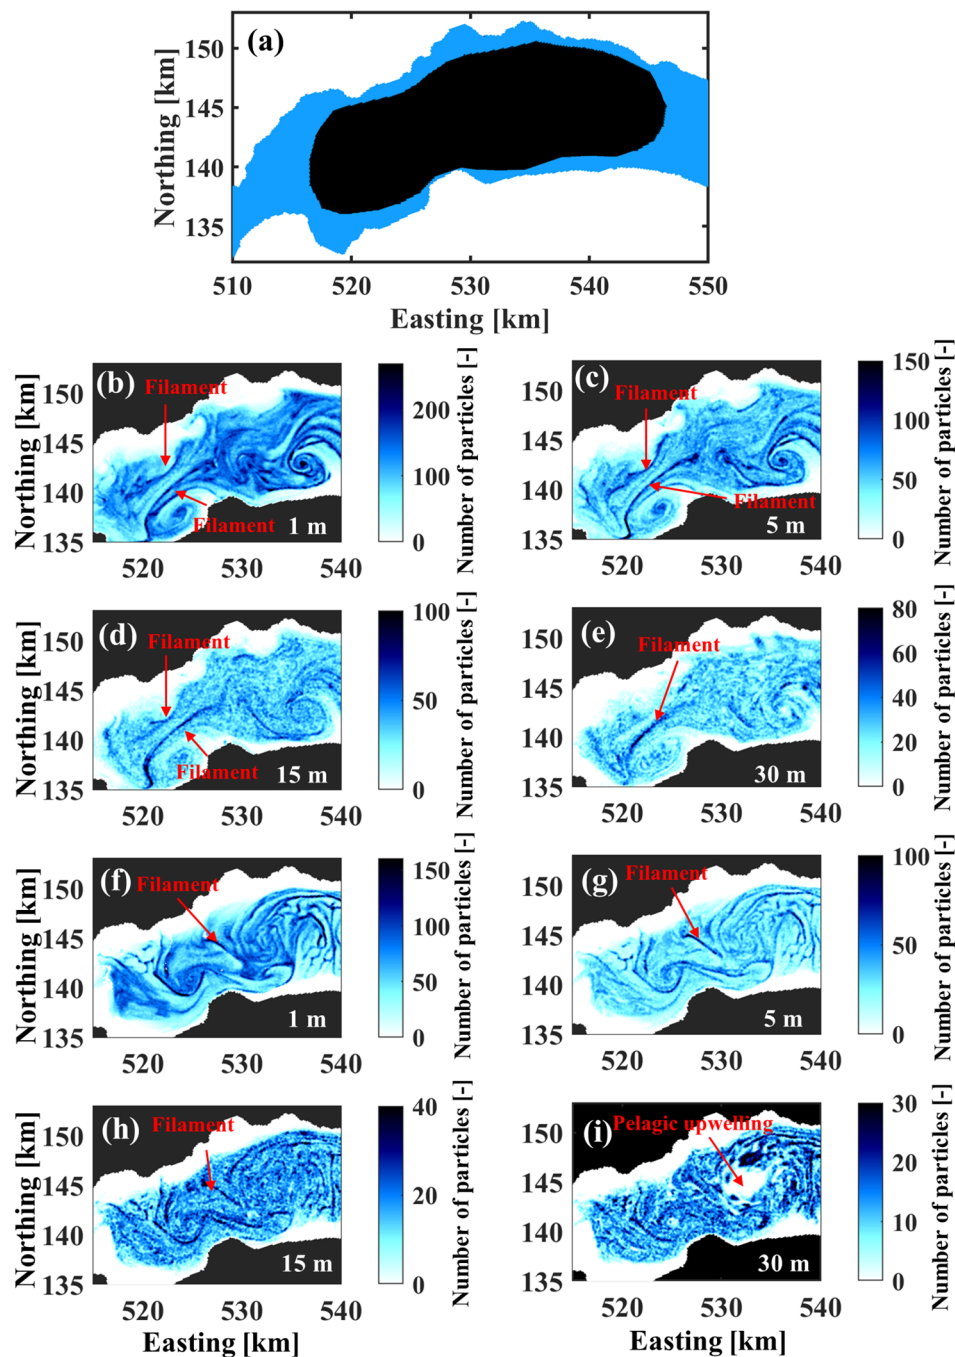 (a)
Northing [km]
150
145
140
135
510 520 530 540 550
Easting [km]
(b)
Filament
Filament
1 m
Northing [km]
150
145
140
135
520 530 540
Number of particles [-]
200
100
0
(c)
Filament
Filament
5 m
150
145
140
135
520 530 540
Number of particles [-]
150
100
50
0
(d)
Filament
Filament
15 m
Northing [km]
150
145
140
135
520 530 540
Number of particles [-]
100
50
0
(e)
Filament
30 m
150
145
140
135
520 530 540
Number of particles [-]
80
60
40
20
0
(f)
Filament
1 m
Northing [km]
150
145
140
135
520 530 540
Number of particles [-]
150
100
50
0
(g)
Filament
5 m
150
145
140
135
520 530 540
Number of particles [-]
100
50
0
(h)
Filament
15 m
Northing [km]
150
145
140
135
520 530 540
Easting [km]
Number of particles [-]
40
20
0
(i)
Pelagic upwelling
30 m
150
145
140
135
520 530 540
Easting [km]
Number of particles [-]
30
20
10
0